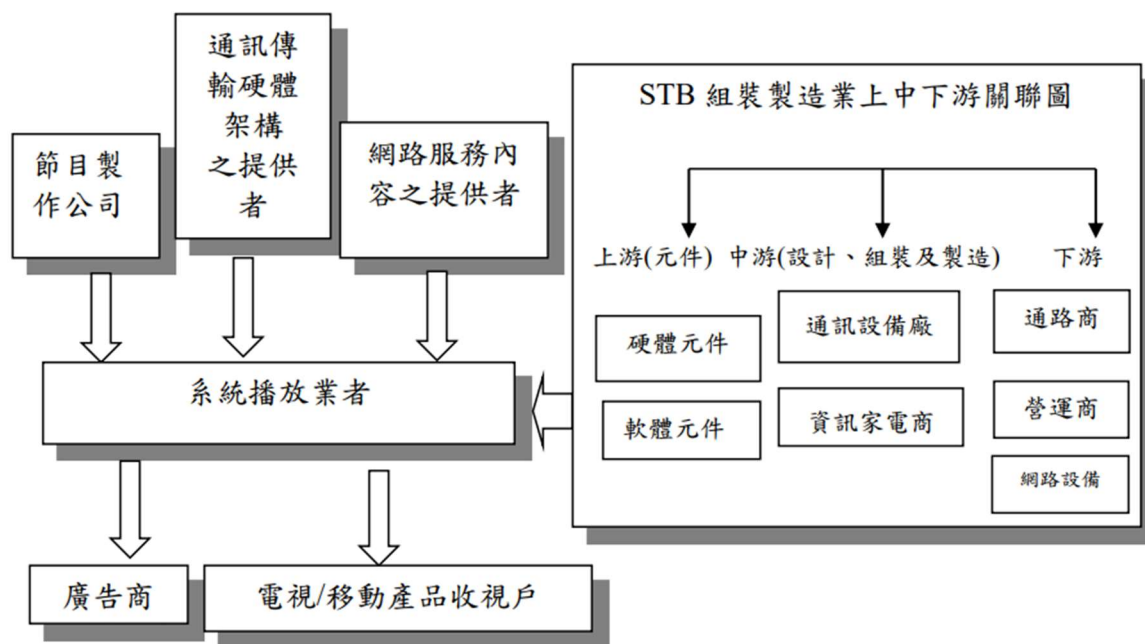 通訊傳
輸硬體
架構
之提供
者
節目製
作公司
網路服務內
容之提供者
系統播放業者
廣告商
電視/移動產品收視戶
STB 組裝製造業上中下游關聯圖
上游(元件)
中游(設計、組裝及製造)
下游
硬體元件
軟體元件
通訊設備廠
資訊家電商
通路商
營運商
網路設備